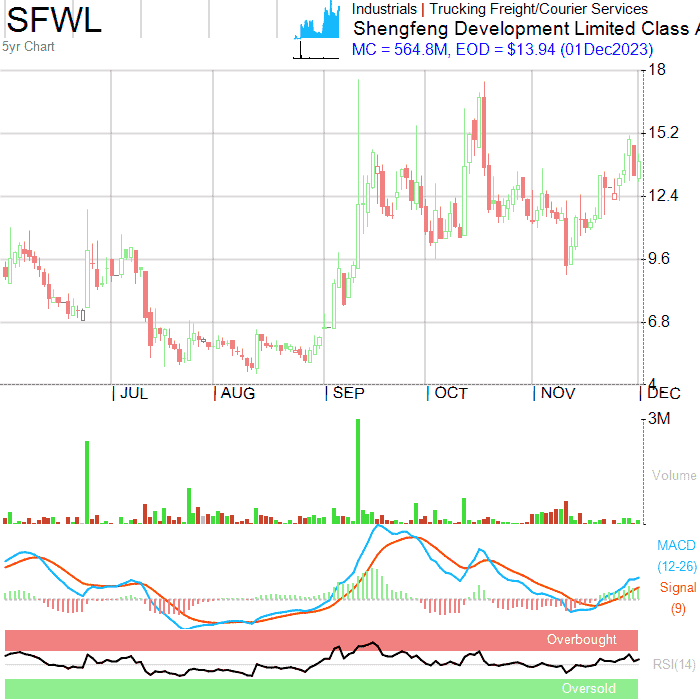 SFWL
5yr Chart
Industrials | Trucking Freight/Courier Services
Shengfeng Development Limited Class A
MC = 564.8M, EOD = $13.94 (01Dec2023)
18
15.2
12.4
9.6
6.8
4
JUL AUG SEP OCT NOV DEC
3M
Volume
MACD
(12-26)
Signal
(9)
Overbought
RSI(14)
Oversold